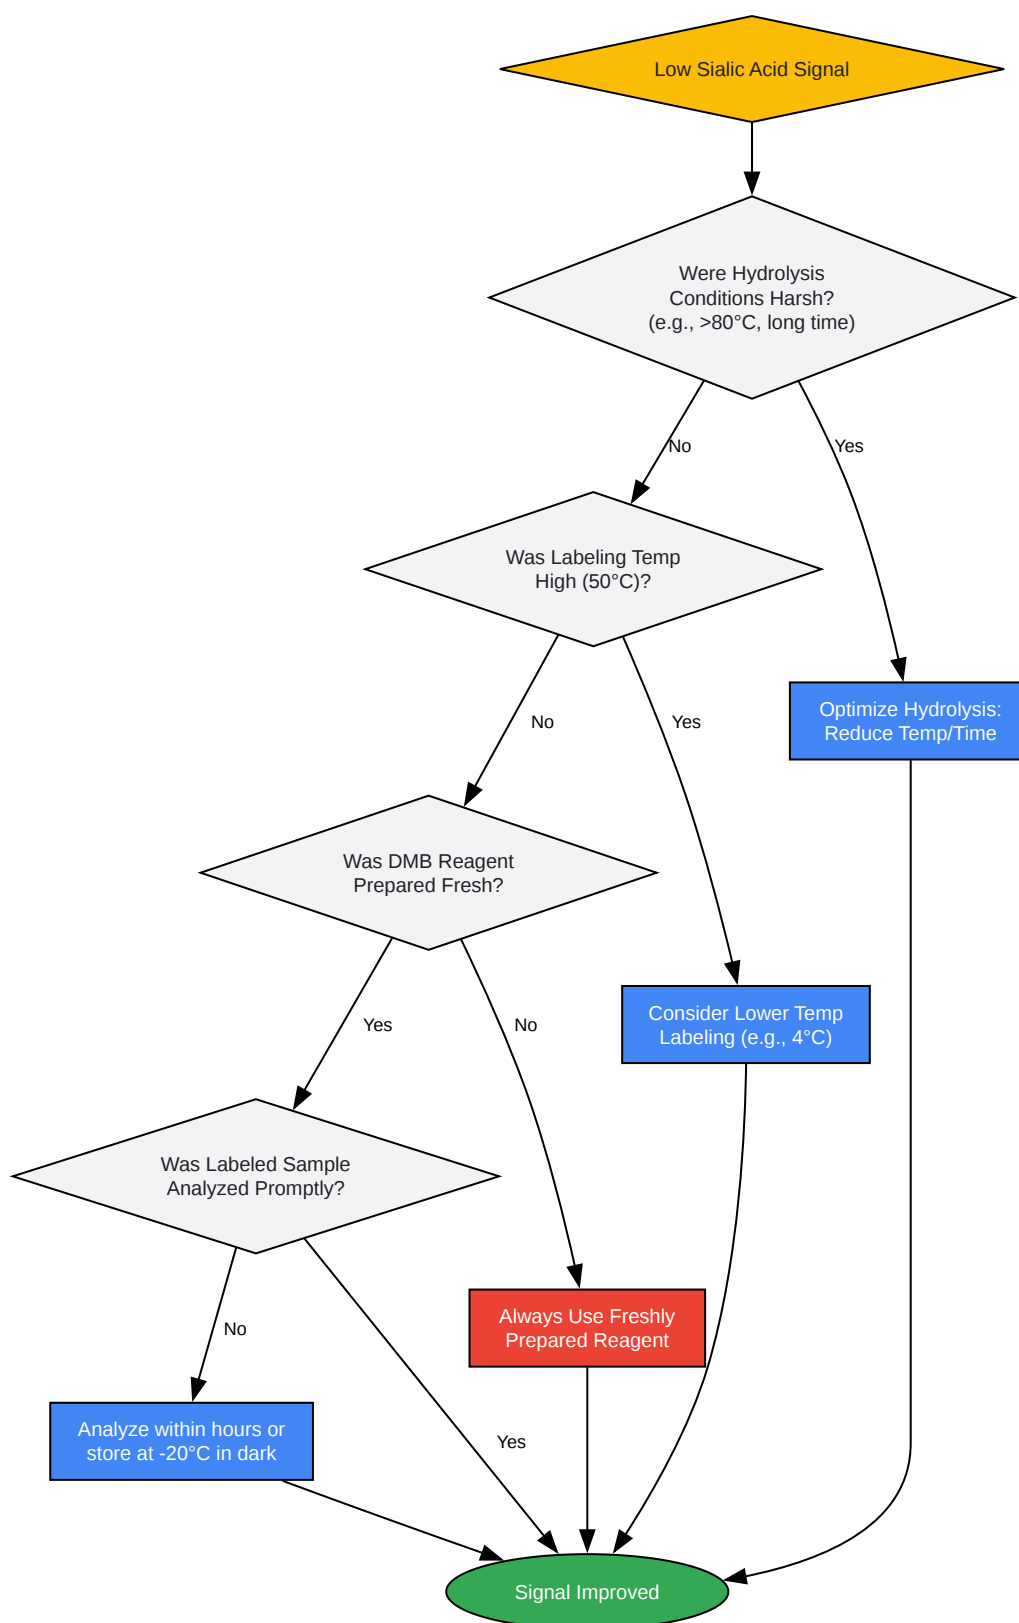 Low Sialic Acid Signal
Were Hydrolysis
Conditions Harsh?
(e.g., >80°C, long time)
No
Yes
Was Labeling Temp
High (50°C)?
Optimize Hydrolysis:
Reduce Temp/Time
No
Yes
Was DMB Reagent
Prepared Fresh?
Consider Lower Temp
Labeling (e.g., 4°C)
Yes
No
Was Labeled Sample
Analyzed Promptly?
Always Use Freshly
Prepared Reagent
No
Yes
Analyze within hours or
store at -20°C in dark
Signal Improved